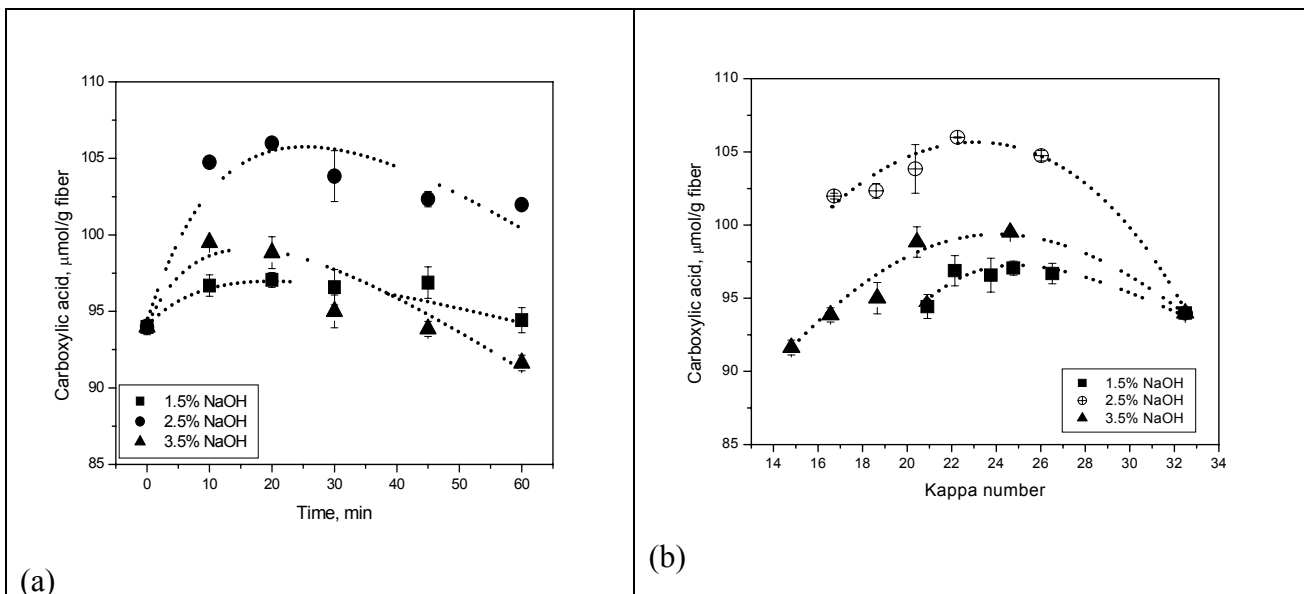 110
105
100
95
90
85
Carboxylic acid, μmol/g fiber
1.5% NaOH
2.5% NaOH
3.5% NaOH
0 10 20 30 40 50 60
Time, min
(a)
110
105
100
95
90
85
Carboxylic acid, μmol/g fiber
1.5% NaOH
2.5% NaOH
3.5% NaOH
14 16 18 20 22 24 26 28 30 32 34
Kappa number
(b)